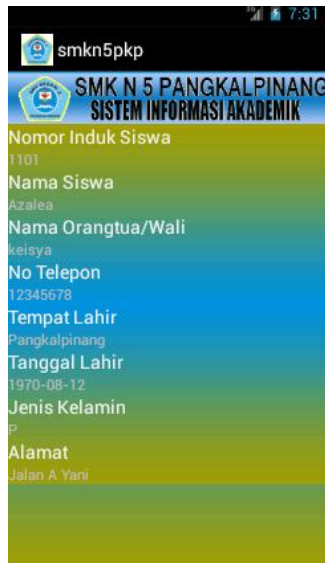 3G 7:31
smkn5pkp
SMK N 5 PANGKALPINANG
SISTEM INFORMASI AKADEMIK
Nomor Induk Siswa
1101
Nama Siswa
Azalea
Nama Orangtua/Wali
keisya
No Telepon
12345678
Tempat Lahir
Pangkalpinang
Tanggal Lahir
1970-08-12
Jenis Kelamin
P
Alamat
Jalan A Yani